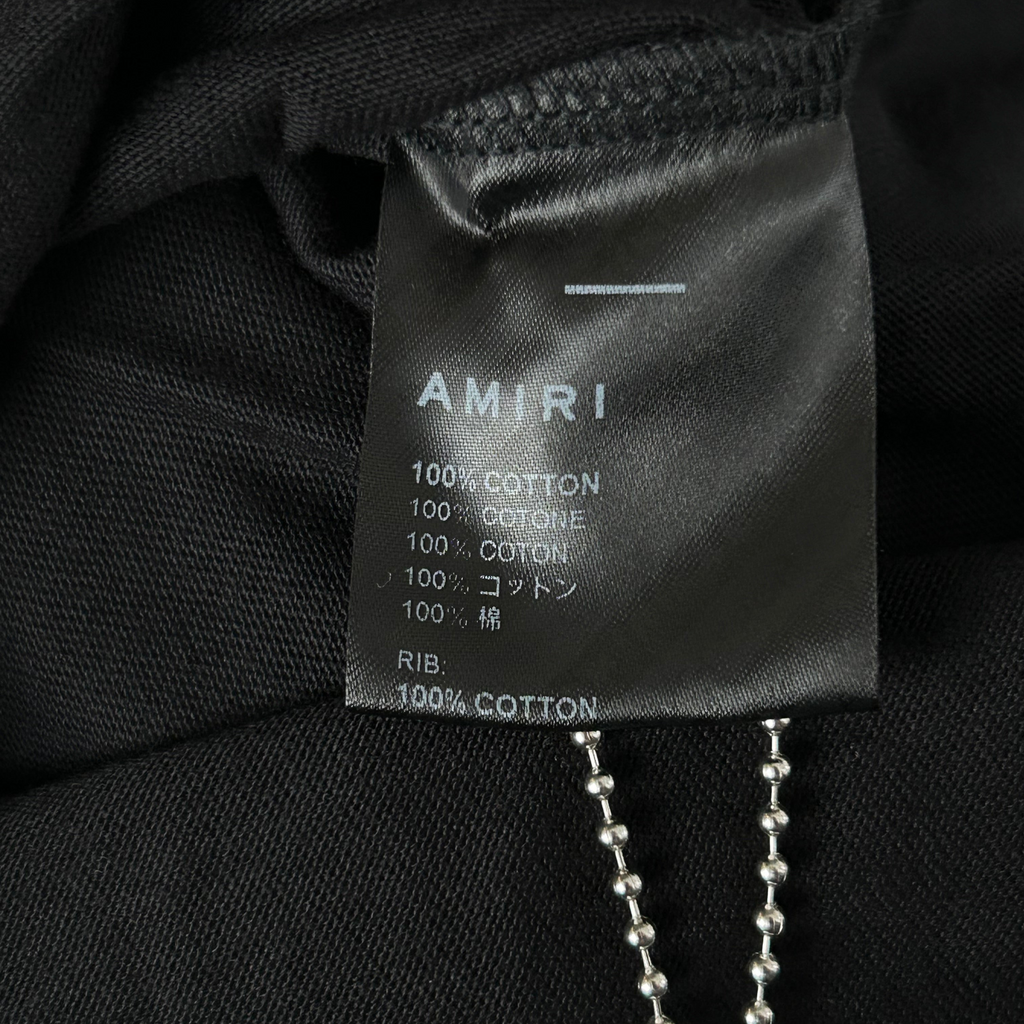 AMIRI
100% COTTON
100% COTONE
100% COTON
100% コットン
100% 棉
RIB:
100% COTTON